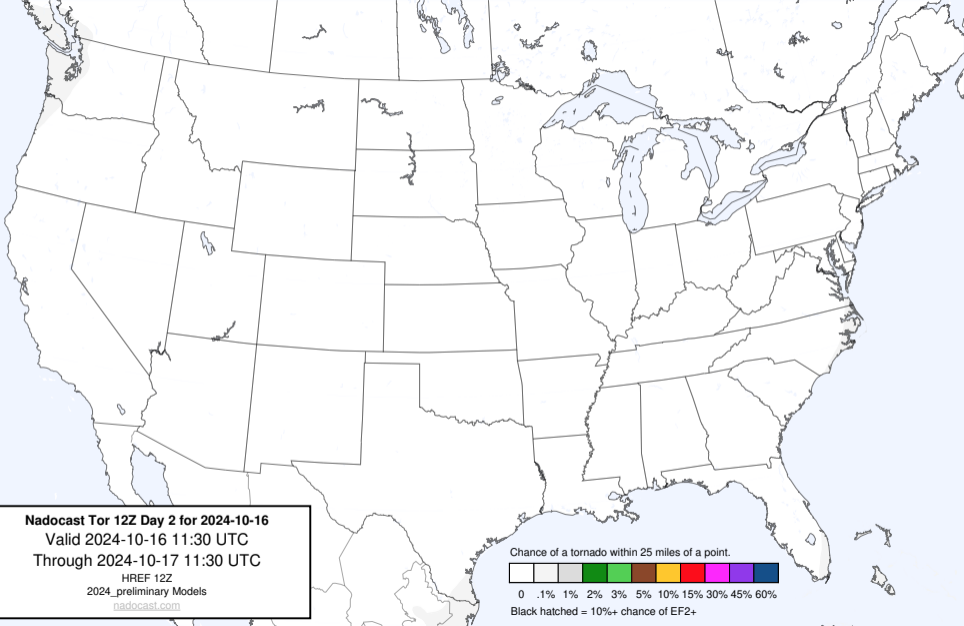 Nadocast Tor 12Z Day 2 for 2024-10-16
Valid 2024-10-16 11:30 UTC
Through 2024-10-17 11:30 UTC
HREF 12Z
2024_preliminary Models
nadocast.com
Chance of a tornado within 25 miles of a point.
0 .1% 1% 2% 3% 5% 10% 15% 30% 45% 60%
Black hatched = 10%+ chance of EF2+